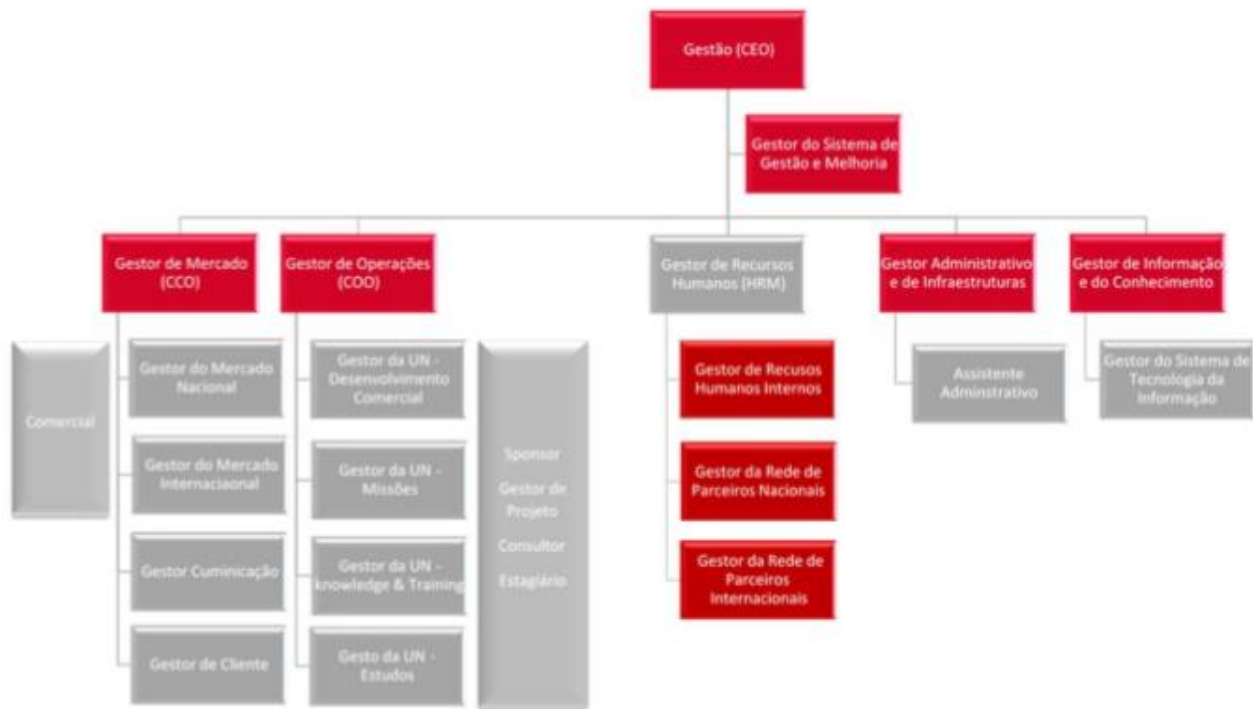 Gestão (CEO)
Gestor do Sistema de
Gestão e Melhoria
Gestor de Mercado
(CCO)
Gestor de Operações
(COO)
Gestor de Recursos
Humanos (HRM)
Gestor Administrativo
e de Infraestruturas
Gestor de Informação
e do Conhecimento
Comercial
Gestor do Mercado
Nacional
Gestor do Mercado
Internaciaonal
Gestor Cuminicação
Gestor de Cliente
Gestor da UN -
Desenvolvimento
Comercial
Gestor da UN -
Missões
Gestor da UN -
knowledge & Training
Gesto da UN -
Estudos
Sponsor
Gestor de
Projeto
Consultor
Estagiário
Gestor de Recusos
Humanos Internos
Gestor da Rede de
Parceiros Nacionais
Gestor da Rede de
Parceiros
Internacionais
Assistente
Adminstrativo
Gestor do Sistema de
Tecnologia da
Informação